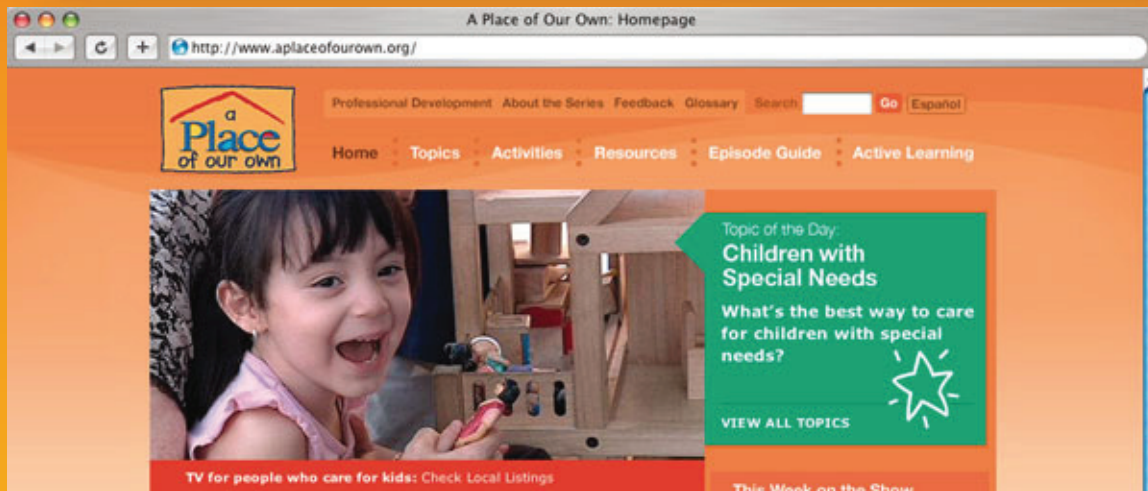 A Place of Our Own: Homepage
http://www.aplaceofourown.org/
a
Place
of our own
Professional Development About the Series Feedback Glossary Search Go Español
Home Topics Activities Resources Episode Guide Active Learning
Topic of the Day:
Children with
Special Needs
What's the best way to care
for children with special
needs?
VIEW ALL TOPICS
TV for people who care for kids: Check Local Listings
This Week on the Show